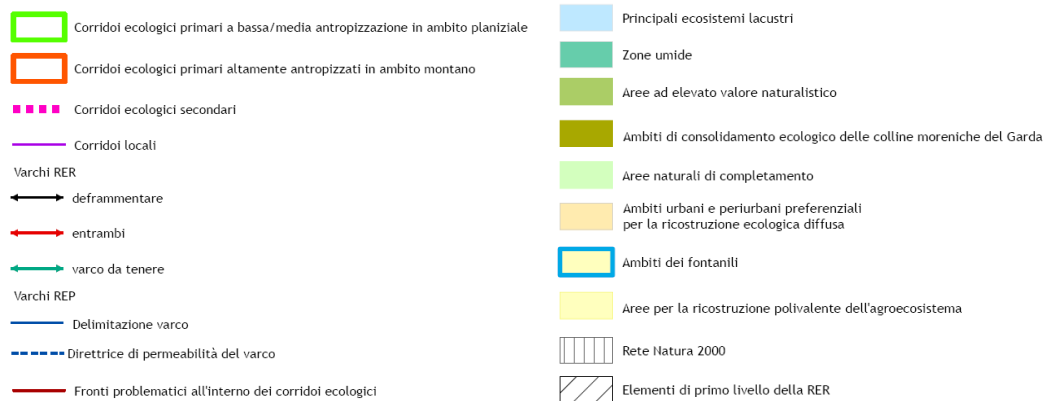 Corridoi ecologici primari a bassa/media antropizzazione in ambito planiziale
Corridoi ecologici primari altamente antropizzati in ambito montano
Corridoi ecologici secondari
Corridoi locali
Varchi RER
deframmentare
entrambi
varco da tenere
Varchi REP
Delimitazione varco
Direttrice di permeabilità del varco
Fronti problematici all'interno dei corridoi ecologici
Principali ecosistemi lacustri
Zone umide
Aree ad elevato valore naturalistico
Ambiti di consolidamento ecologico delle colline moreniche del Garda
Aree naturali di completamento
Ambiti urbani e periurbani preferenziali
per la ricostruzione ecologica diffusa
Ambiti dei fontanili
Aree per la ricostruzione polivalente dell'agroecosistema
Rete Natura 2000
Elementi di primo livello della RER